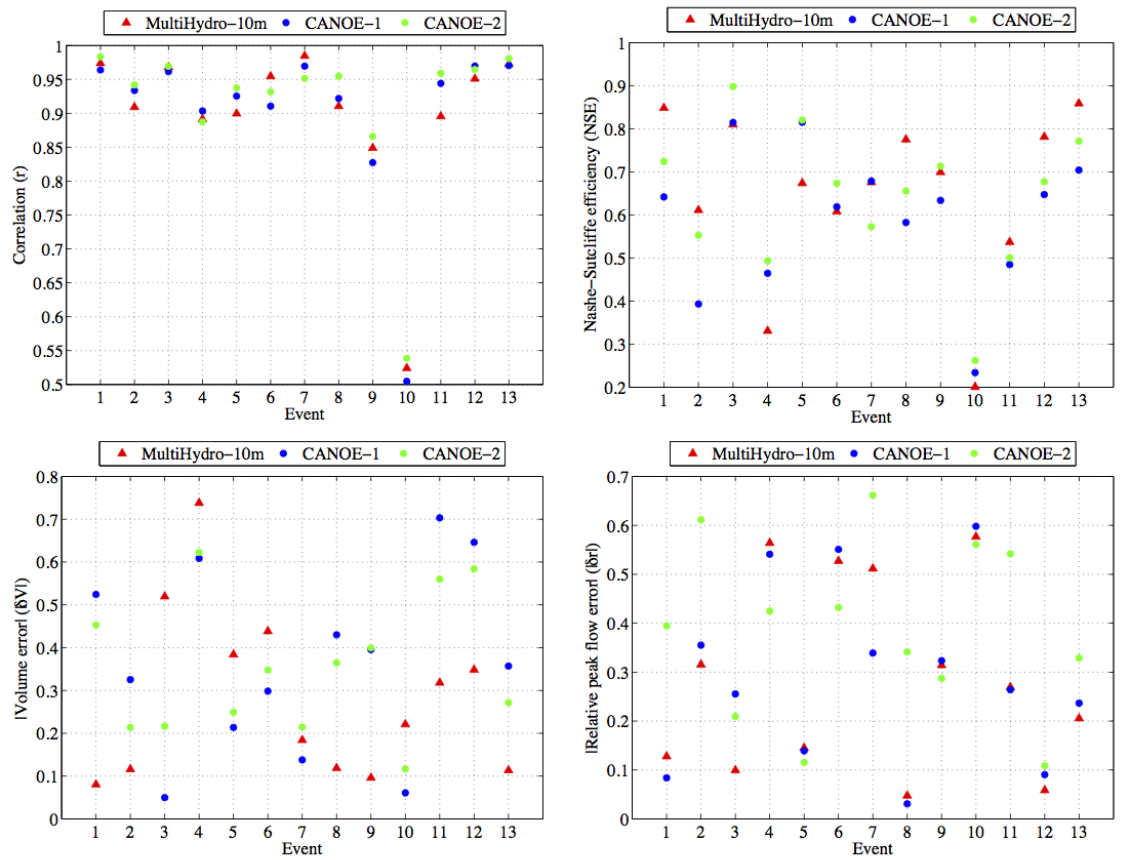 MultiHydro−10m CANOE−1 CANOE−2
Correlation (r)
1
0.95
0.9
0.85
0.8
0.75
0.7
0.65
0.6
0.55
0.5
1 2 3 4 5 6 7 8 9 10 11 12 13
Event
MultiHydro−10m CANOE−1 CANOE−2
Nashe−Sutcliffe efficiency (NSE)
1
0.9
0.8
0.7
0.6
0.5
0.4
0.3
0.2
1 2 3 4 5 6 7 8 9 10 11 12 13
Event
MultiHydro−10m CANOE−1 CANOE−2
|Volume error| (|δV|)
0.8
0.7
0.6
0.5
0.4
0.3
0.2
0.1
0
1 2 3 4 5 6 7 8 9 10 11 12 13
Event
MultiHydro−10m CANOE−1 CANOE−2
|Relative peak flow error| (|δr|)
0.7
0.6
0.5
0.4
0.3
0.2
0.1
0
1 2 3 4 5 6 7 8 9 10 11 12 13
Event